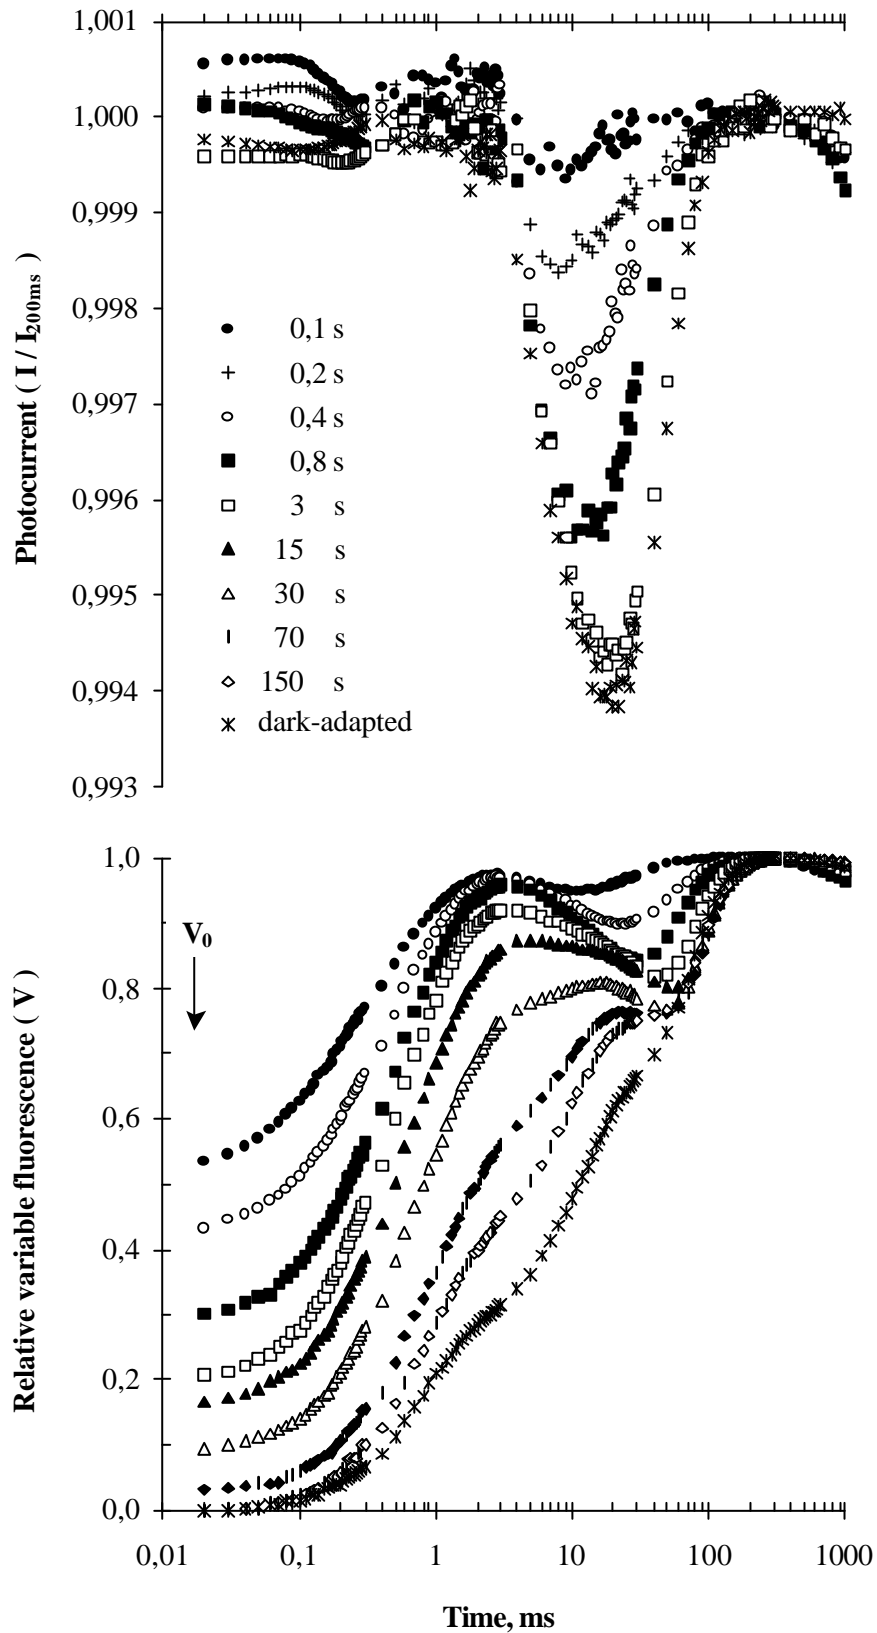 1,001
1,000
0,999
0,998
0,997
0,996
0,995
0,994
0,993
Photocurrent ( I / I200ms )
0,1 s
0,2 s
0,4 s
0,8 s
3 s
15 s
30 s
70 s
150 s
dark-adapted
1,0
0,8
0,6
0,4
0,2
0,0
Relative variable fluorescence ( V )
V0
0,01
0,1
1
10
100
1000
Time, ms